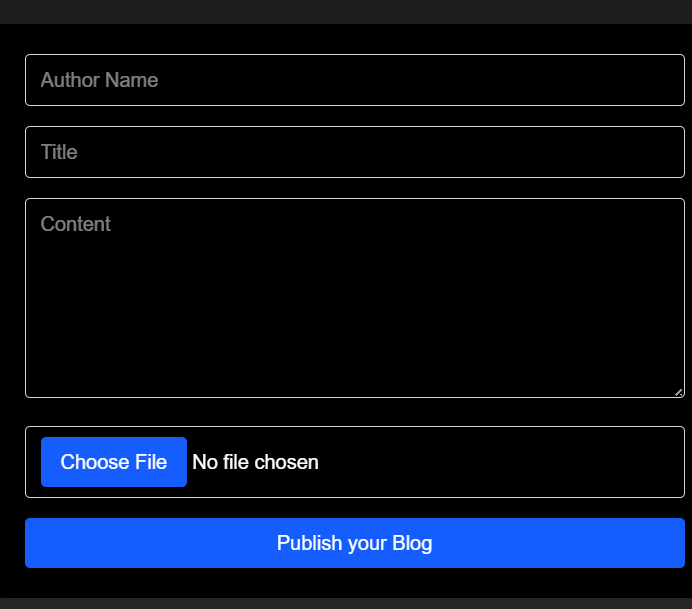 Author Name
Title
Content
Choose File No file chosen
Publish your Blog